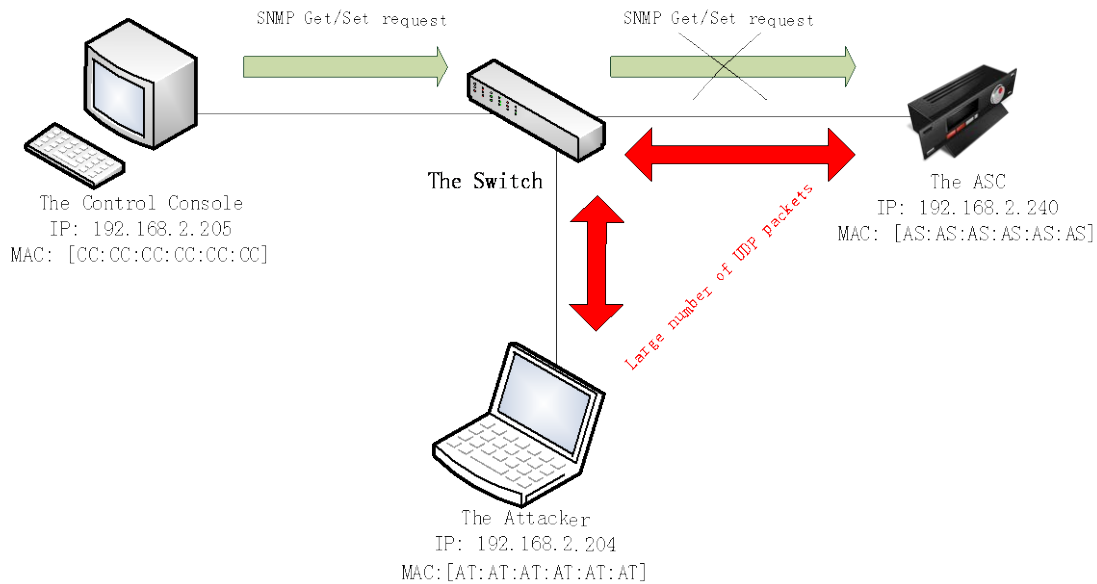 SNMP Get/Set request
SNMP Get/Set request
The Switch
The Control Console
IP: 192.168.2.205
MAC: [CC:CC:CC:CC:CC:CC]
The ASC
IP: 192.168.2.240
MAC: [AS:AS:AS:AS:AS:AS]
Large number of UDP packets
The Attacker
IP: 192.168.2.204
MAC:[AT:AT:AT:AT:AT:AT]